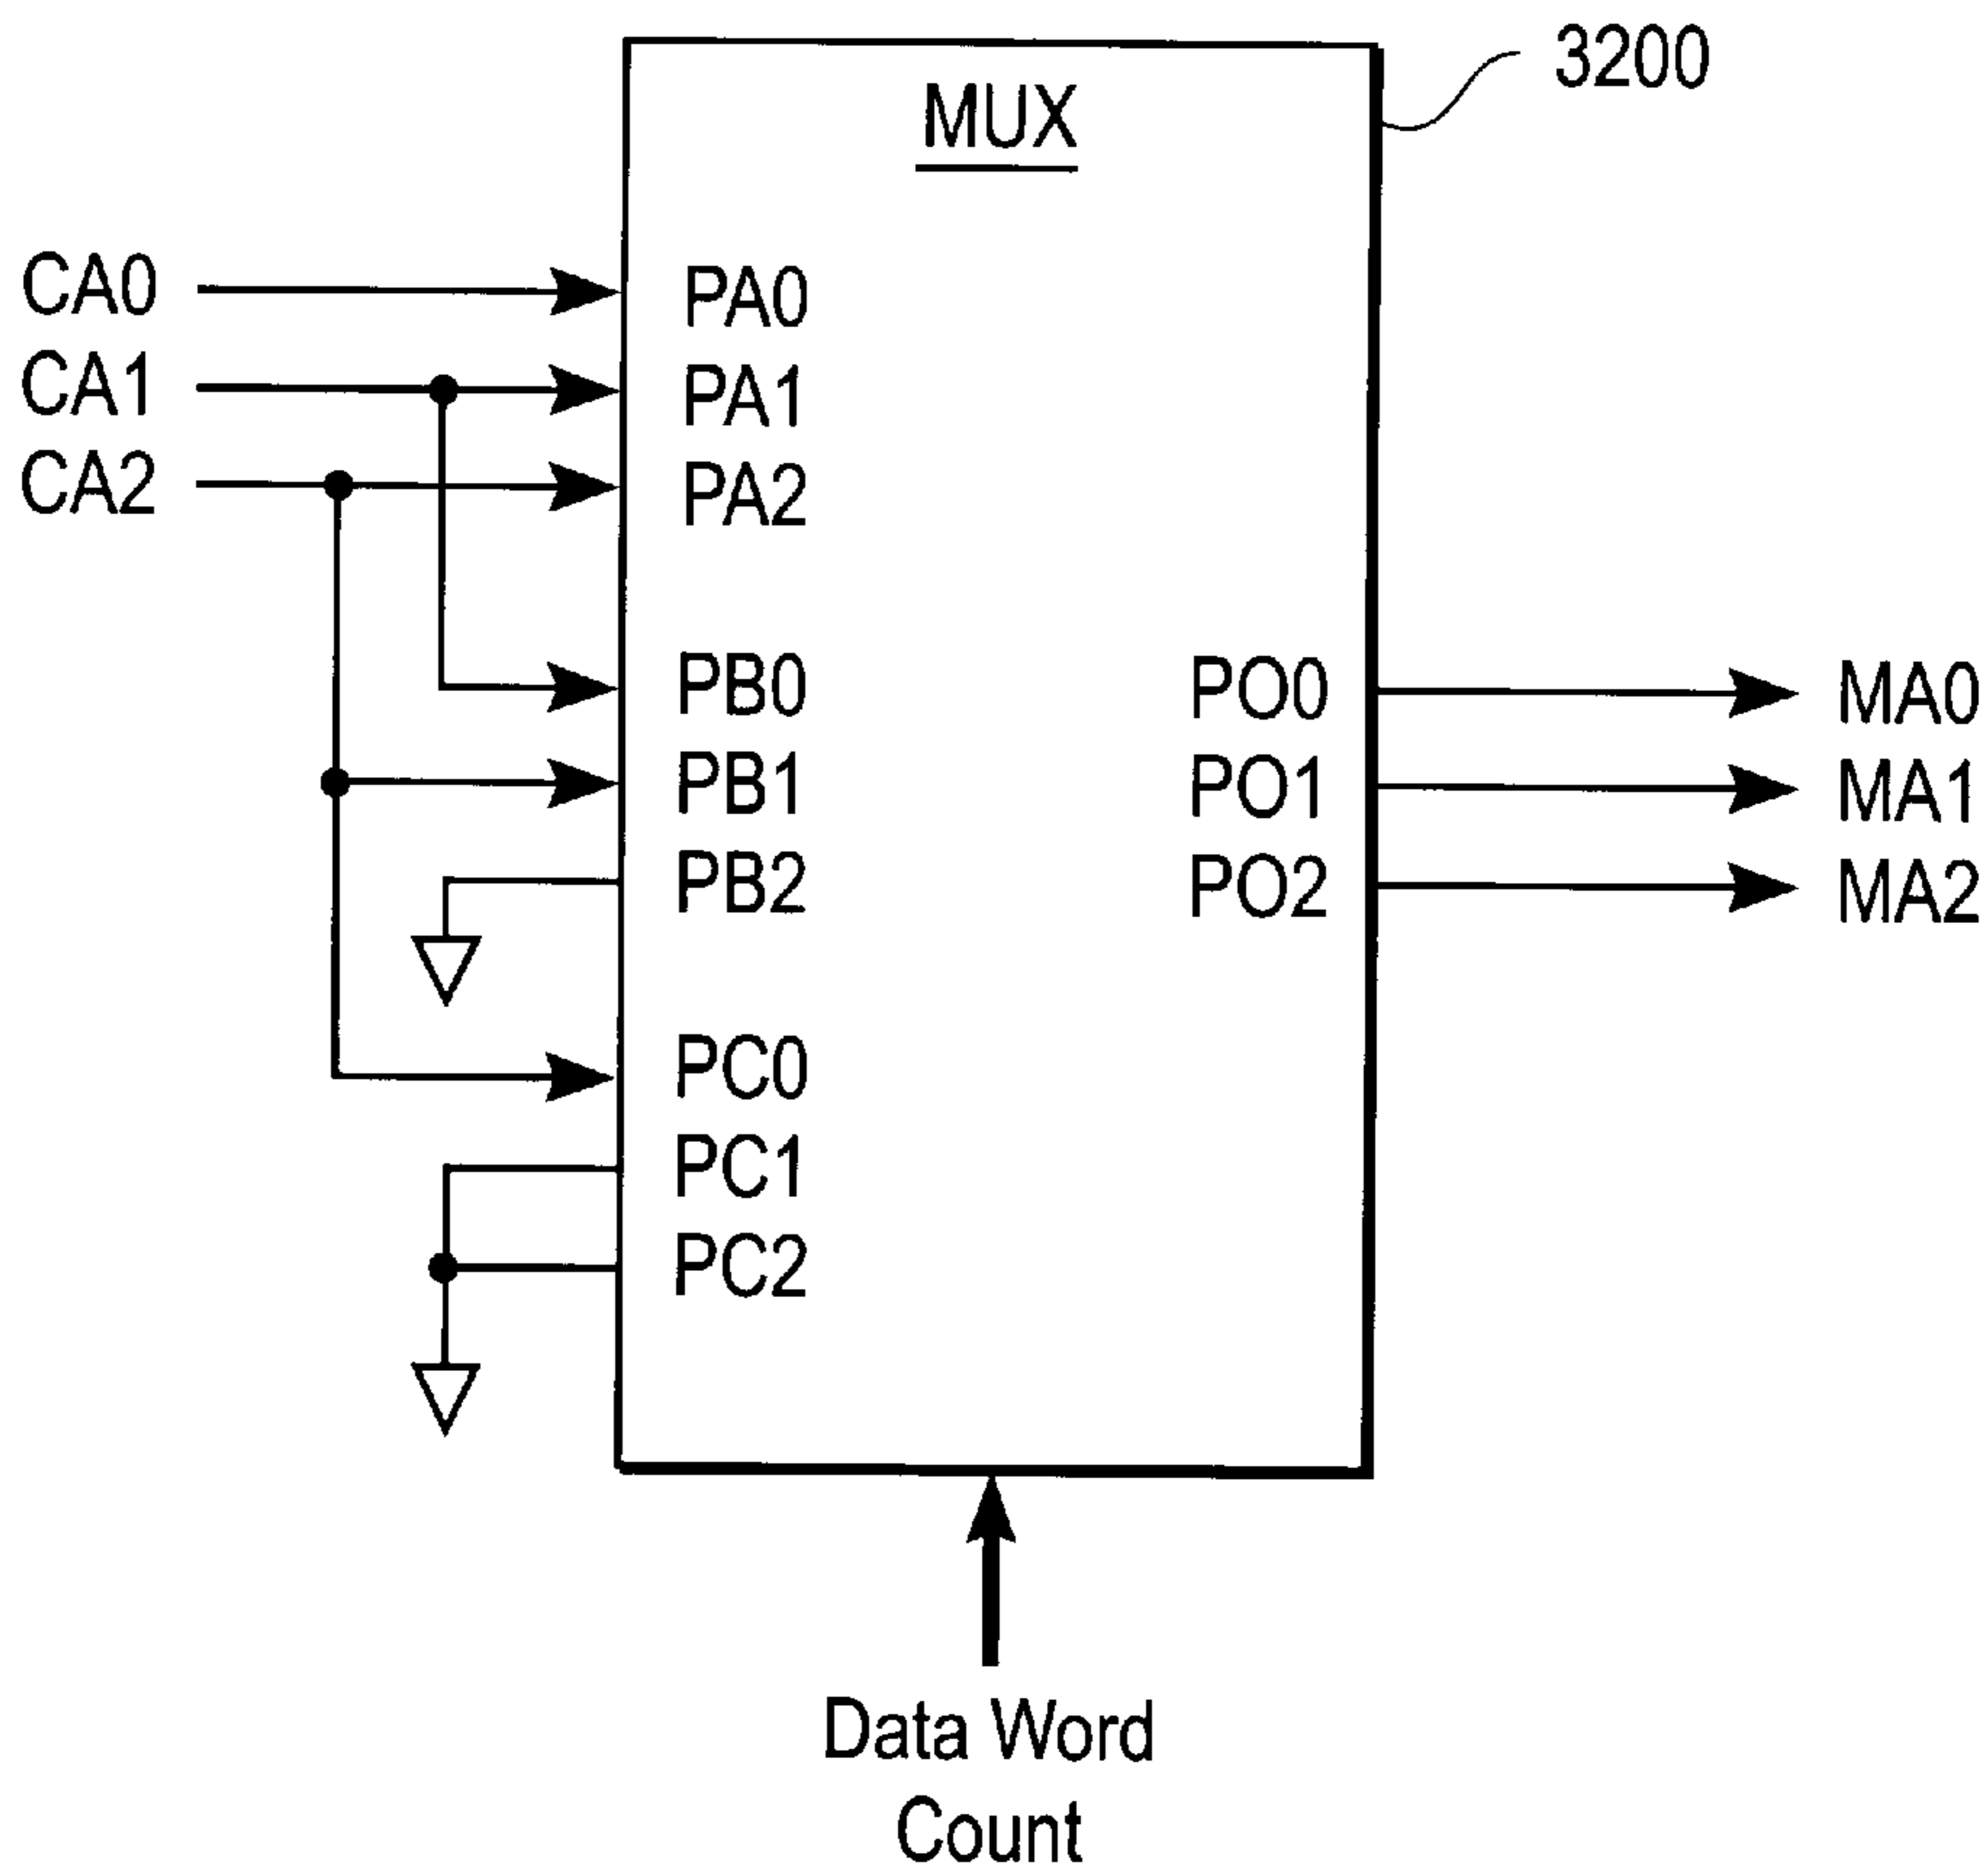 3200
MUX
CA0
CA1
CA2
PA0
PA1
PA2
PB0
PB1
PB2
PC0
PC1
PC2
PO0
PO1
PO2
MA0
MA1
MA2
Data Word
Count